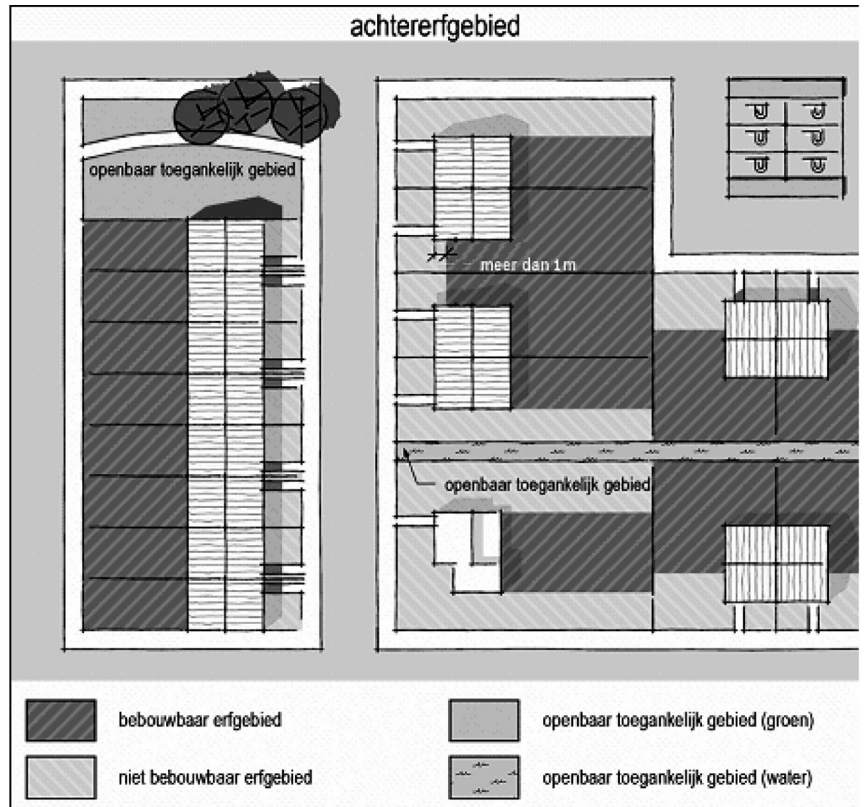 achtererfgebied
openbaar toegankelijk gebied
meer dan 1m
openbaar toegankelijk gebied
bebouwbaar erfgebied
niet bebouwbaar erfgebied
openbaar toegankelijk gebied (groen)
openbaar toegankelijk gebied (water)